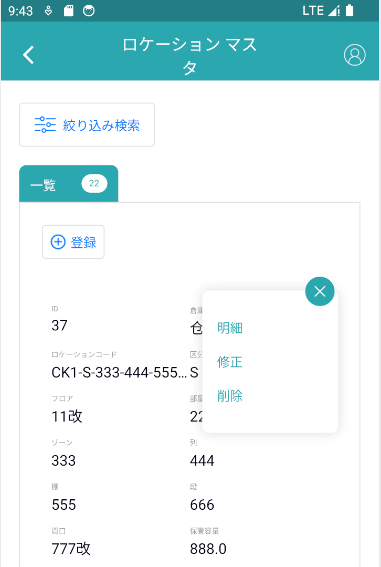 9:43
LTE
ロケーション マス
タ
絞り込み検索
一覧 22
登録
ID
37
ロケーションコード
CK1-S-333-444-555... S
フロア
11改
ゾーン 列
333 444
棚 段
555 666
間口 保管容量
777改 888.0
明細
修正
削除